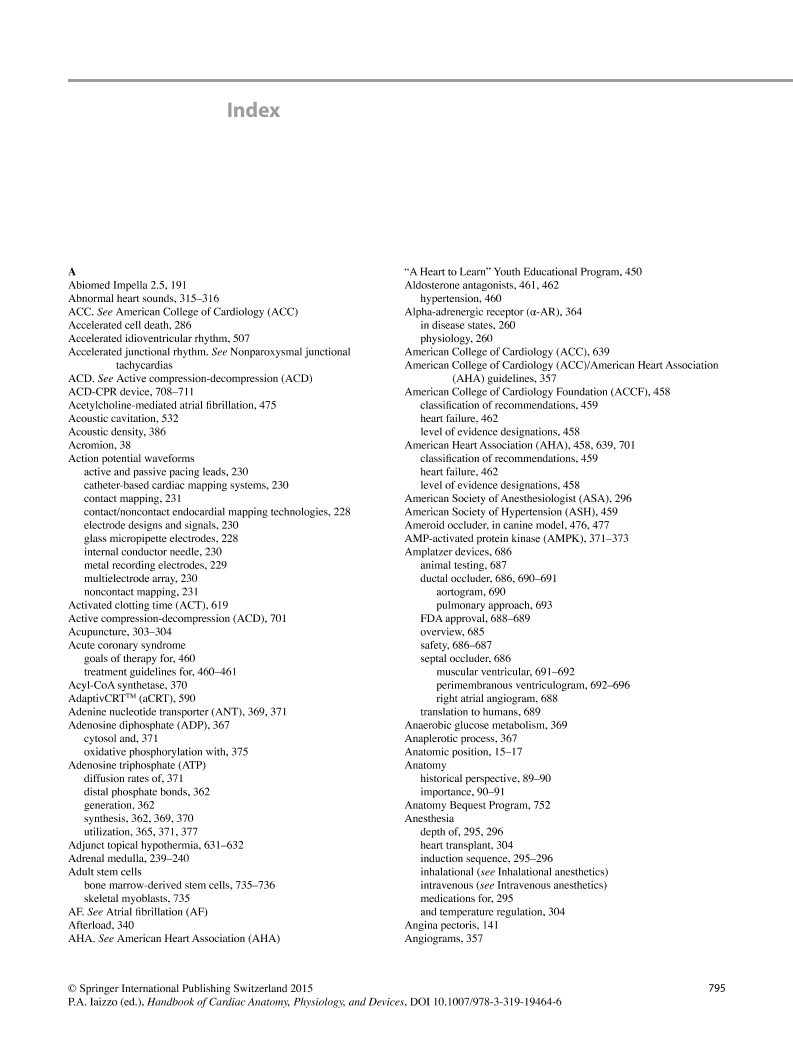 Index
A
Abiomed Impella 2.5, 191
Abnormal heart sounds, 315–316
ACC. See American College of Cardiology (ACC)
Accelerated cell death, 286
Accelerated idioventricular rhythm, 507
Accelerated junctional rhythm. See Nonparoxysmal junctional
tachycardias
ACD. See Active compression-decompression (ACD)
ACD-CPR device, 708–711
Acetylcholine-mediated atrial fibrillation, 475
Acoustic cavitation, 532
Acoustic density, 386
Acromion, 38
Action potential waveforms
active and passive pacing leads, 230
catheter-based cardiac mapping systems, 230
contact mapping, 231
contact/noncontact endocardial mapping technologies, 228
electrode designs and signals, 230
glass micropipette electrodes, 228
internal conductor needle, 230
metal recording electrodes, 229
multielectrode array, 230
noncontact mapping, 231
Activated clotting time (ACT), 619
Active compression-decompression (ACD), 701
Acupuncture, 303–304
Acute coronary syndrome
goals of therapy for, 460
treatment guidelines for, 460–461
Acyl-CoA synthetase, 370
AdaptivCRT™ (aCRT), 590
Adenine nucleotide transporter (ANT), 369, 371
Adenosine diphosphate (ADP), 367
cytosol and, 371
oxidative phosphorylation with, 375
Adenosine triphosphate (ATP)
diffusion rates of, 371
distal phosphate bonds, 362
generation, 362
synthesis, 362, 369, 370
utilization, 365, 371, 377
Adjunct topical hypothermia, 631–632
Adrenal medulla, 239–240
Adult stem cells
bone marrow-derived stem cells, 735–736
skeletal myoblasts, 735
AF. See Atrial fibrillation (AF)
Afterload, 340
AHA. See American Heart Association (AHA)
“A Heart to Learn” Youth Educational Program, 450
Aldosterone antagonists, 461, 462
hypertension, 460
Alpha-adrenergic receptor (α-AR), 364
in disease states, 260
physiology, 260
American College of Cardiology (ACC), 639
American College of Cardiology (ACC)/American Heart Association
(AHA) guidelines, 357
American College of Cardiology Foundation (ACCF), 458
classification of recommendations, 459
heart failure, 462
level of evidence designations, 458
American Heart Association (AHA), 458, 639, 701
classification of recommendations, 459
heart failure, 462
level of evidence designations, 458
American Society of Anesthesiologist (ASA), 296
American Society of Hypertension (ASH), 459
Ameroid occluder, in canine model, 476, 477
AMP-activated protein kinase (AMPK), 371–373
Amplatzer devices, 686
animal testing, 687
ductal occluder, 686, 690–691
aortogram, 690
pulmonary approach, 693
FDA approval, 688–689
overview, 685
safety, 686–687
septal occluder, 686
muscular ventricular, 691–692
perimembranous ventriculogram, 692–696
right atrial angiogram, 688
translation to humans, 689
Anaerobic glucose metabolism, 369
Anaplerotic process, 367
Anatomic position, 15–17
Anatomy
historical perspective, 89–90
importance, 90–91
Anatomy Bequest Program, 752
Anesthesia
depth of, 295, 296
heart transplant, 304
induction sequence, 295–296
inhalational (see Inhalational anesthetics)
intravenous (see Intravenous anesthetics)
medications for, 295
and temperature regulation, 304
Angina pectoris, 141
Angiograms, 357
© Springer International Publishing Switzerland 2015
P.A. Iaizzo (ed.), Handbook of Cardiac Anatomy, Physiology, and Devices, DOI 10.1007/978-3-319-19464-6
795